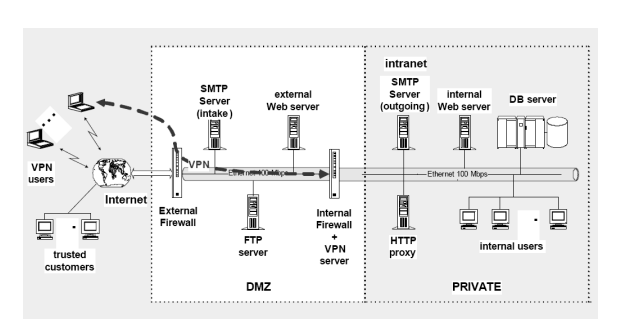 intranet
SMTP
Server
(intake)
external
Web server
SMTP
Server
(outgoing)
internal
Web server
DB server
VPN
users
VPN
Ethernet 100 Mbps
Ethernet 100 Mbps
Internet
External
Firewall
FTP
server
Internal
Firewall
+
VPN
server
HTTP
proxy
internal users
trusted
customers
DMZ
PRIVATE